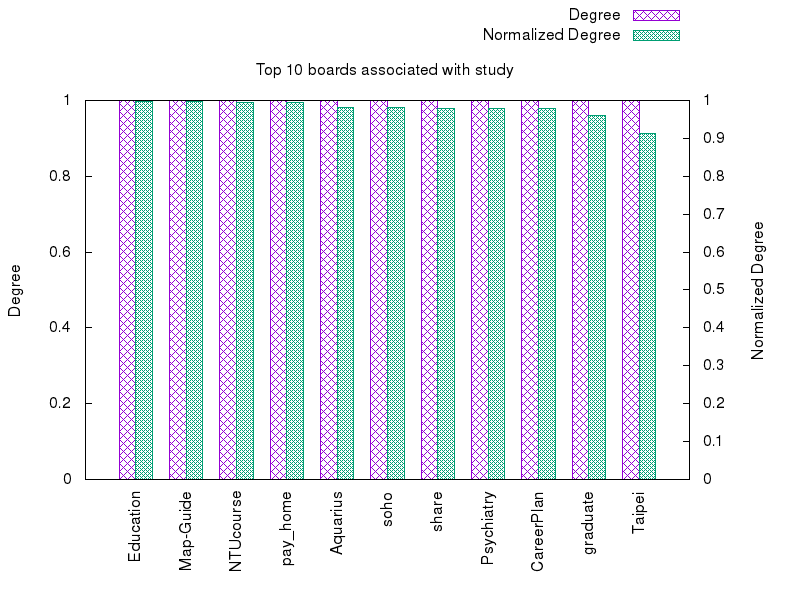 Degree
Normalized Degree
Top 10 boards associated with study
1
0.8
0.6
0.4
0.2
0
Degree
1
0.9
0.8
0.7
0.6
0.5
0.4
0.3
0.2
0.1
0
Normalized Degree
Education
Map-Guide
NTUcourse
pay_home
Aquarius
soho
share
Psychiatry
CareerPlan
graduate
Taipei